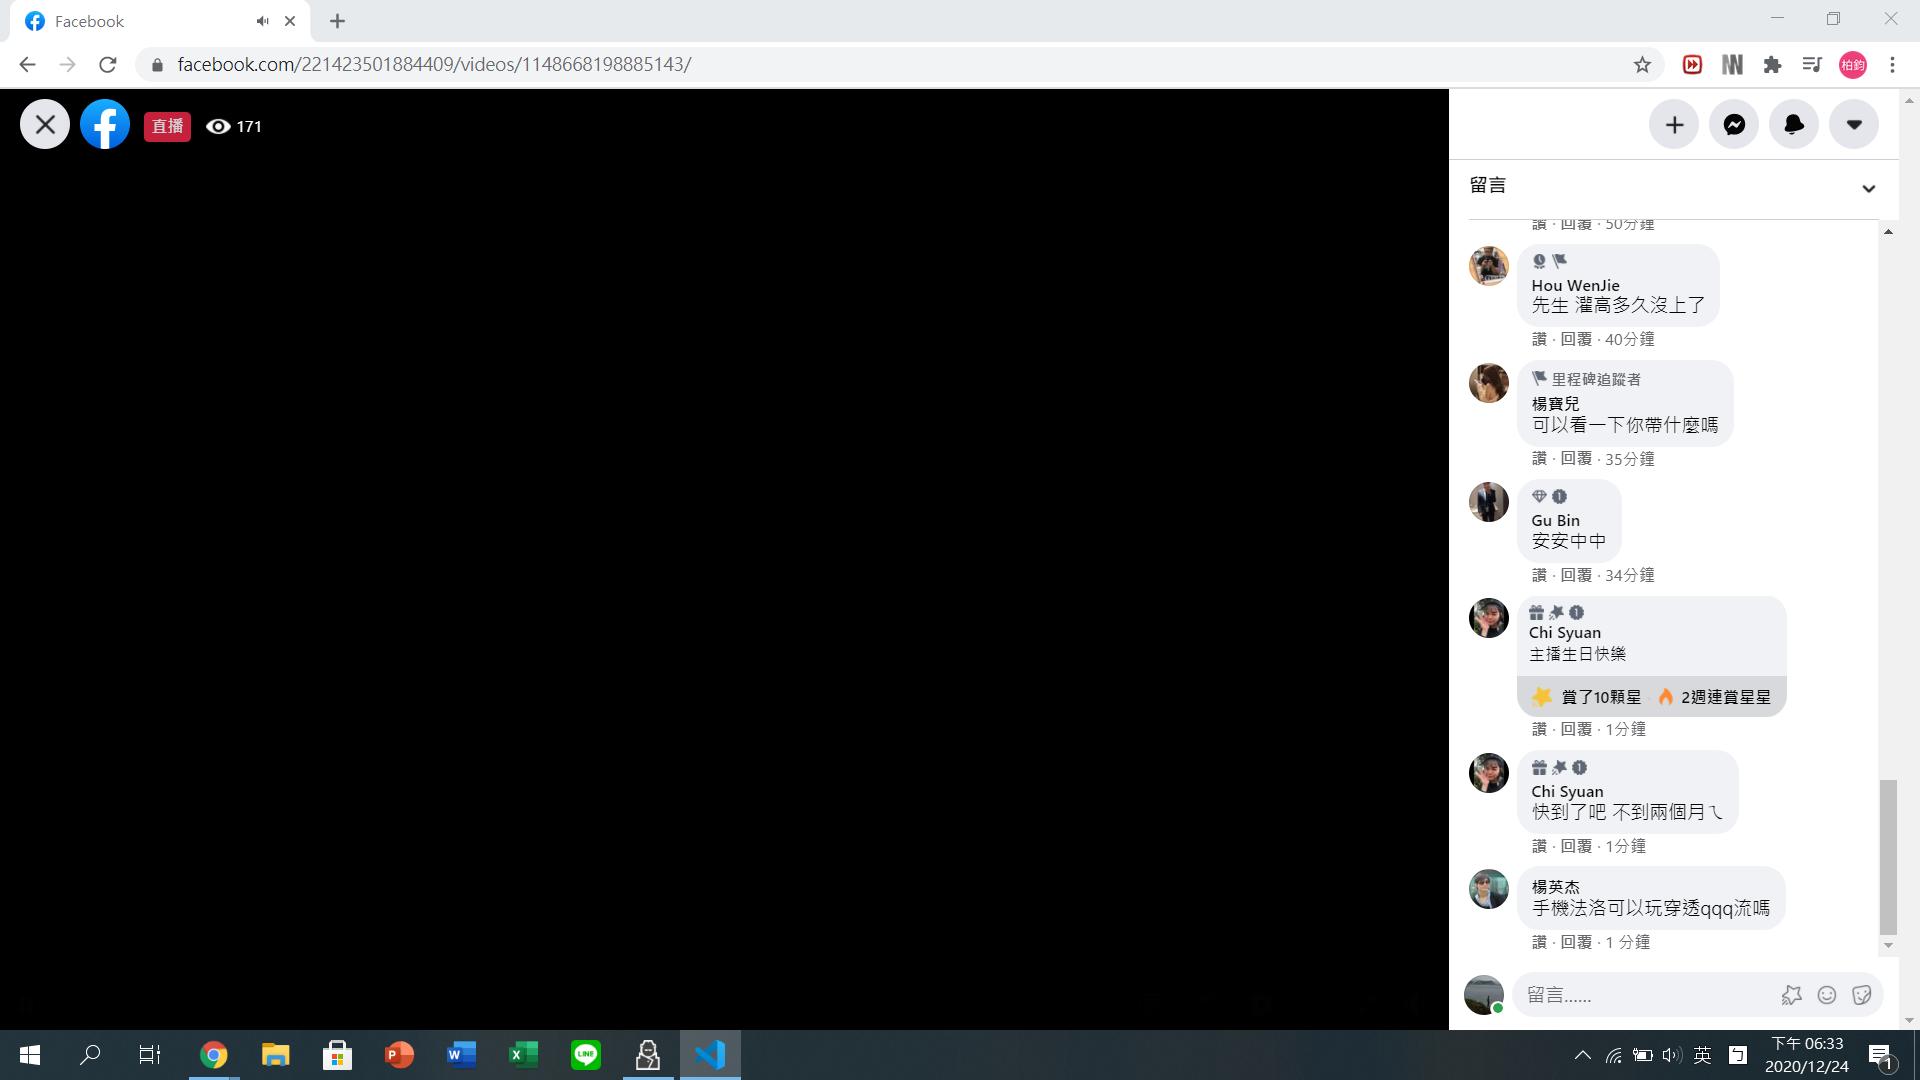 Facebook
facebook.com/221423501884409/videos/1148668198885143/
柏鈞
直播
171
留言
讚 · 回覆 · 50分鐘
Hou WenJie
先生 灌高多久沒上了
讚 · 回覆 · 40分鐘
里程碑追蹤者
楊寶兒
可以看一下你帶什麼嗎
讚 · 回覆 · 35分鐘
Gu Bin
安安中中
讚 · 回覆 · 34分鐘
Chi Syuan
主播生日快樂
賞了10顆星 · 2週連賞星星
讚 · 回覆 · 1分鐘
Chi Syuan
快到了吧 不到兩個月ㄟ
讚 · 回覆 · 1分鐘
楊英杰
手機法洛可以玩穿透qqq流嗎
讚 · 回覆 · 1 分鐘
留言......
LINE
英
下午 06:33
2020/12/24
1